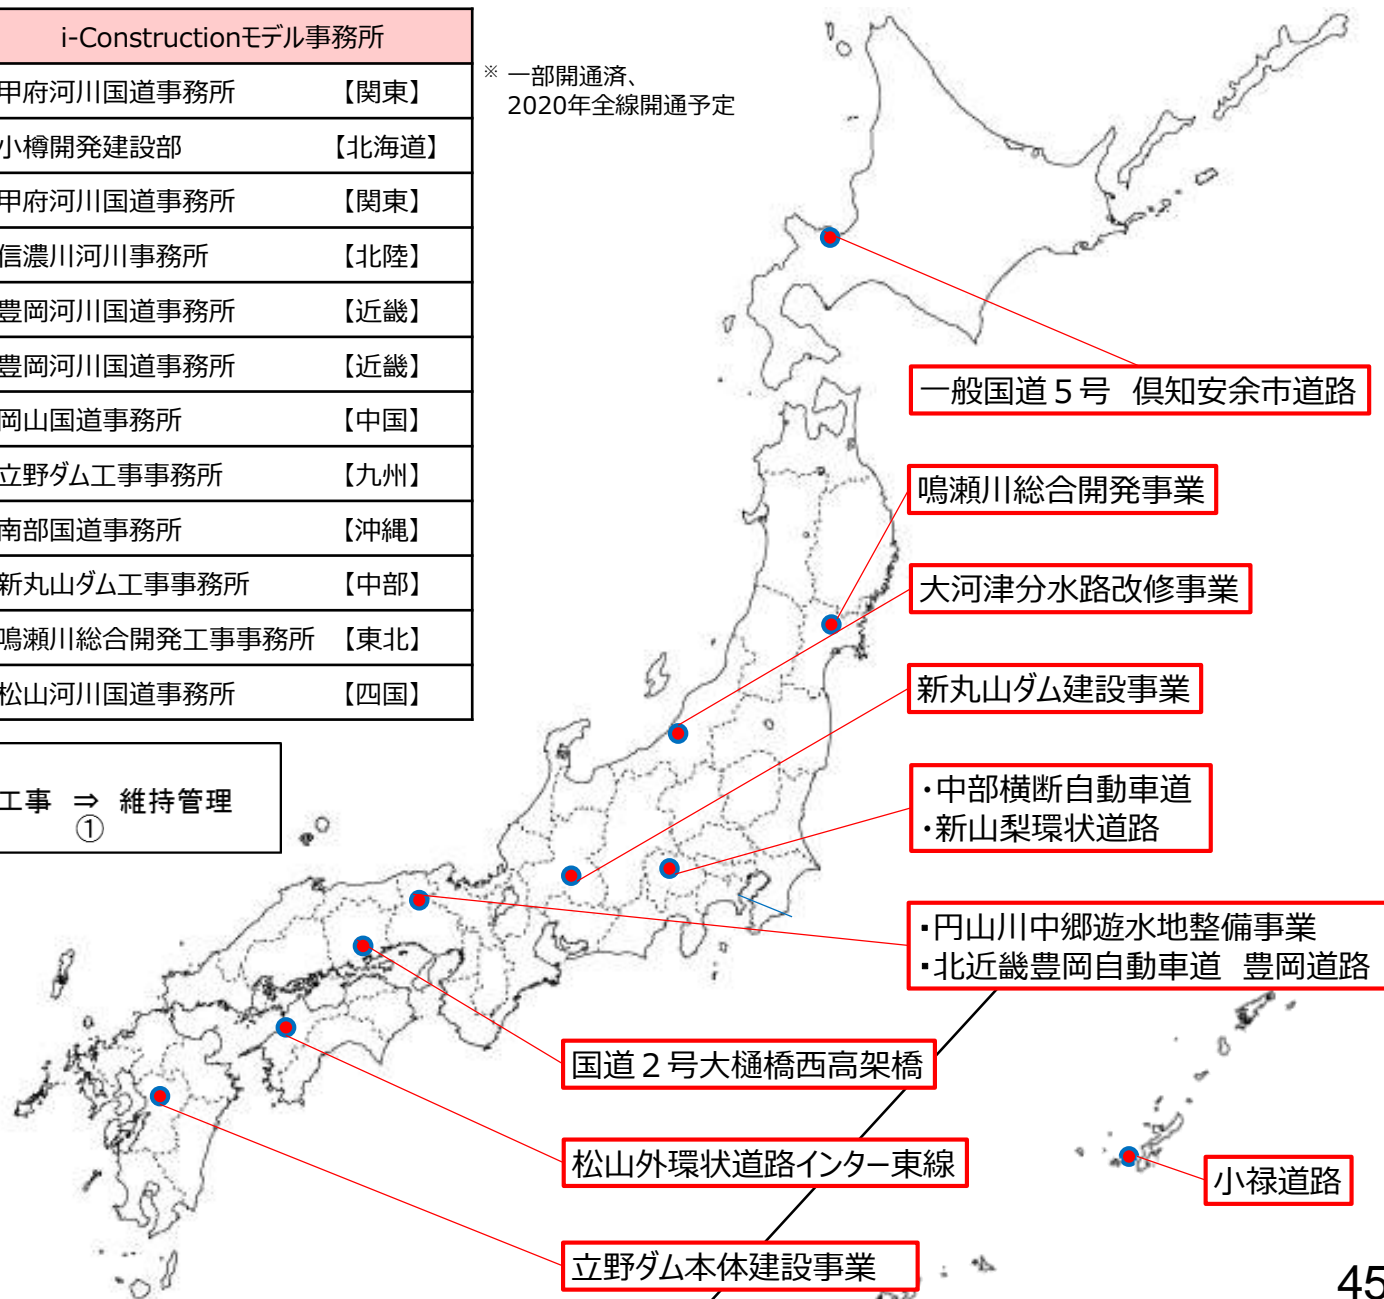 i-Constructionモデル事務所
甲府河川国道事務所 【関東】
小樽開発建設部 【北海道】
甲府河川国道事務所 【関東】
信濃川河川事務所 【北陸】
豊岡河川国道事務所 【近畿】
豊岡河川国道事務所 【近畿】
岡山国道事務所 【中国】
立野ダム工事事務所 【九州】
南部国道事務所 【沖縄】
新丸山ダム工事事務所 【中部】
鳴瀬川総合開発工事事務所 【東北】
松山河川国道事務所 【四国】
※ 一部開通済、
2020年全線開通予定
工事 ⇒ 維持管理
①
一般国道5号 倶知安余市道路
鳴瀬川総合開発事業
大河津分水路改修事業
新丸山ダム建設事業
・中部横断自動車道
・新山梨環状道路
・円山川中郷遊水地整備事業
・北近畿豊岡自動車道 豊岡道路
国道2号大樋橋西高架橋
松山外環状道路インター東線
小禄道路
立野ダム本体建設事業
45